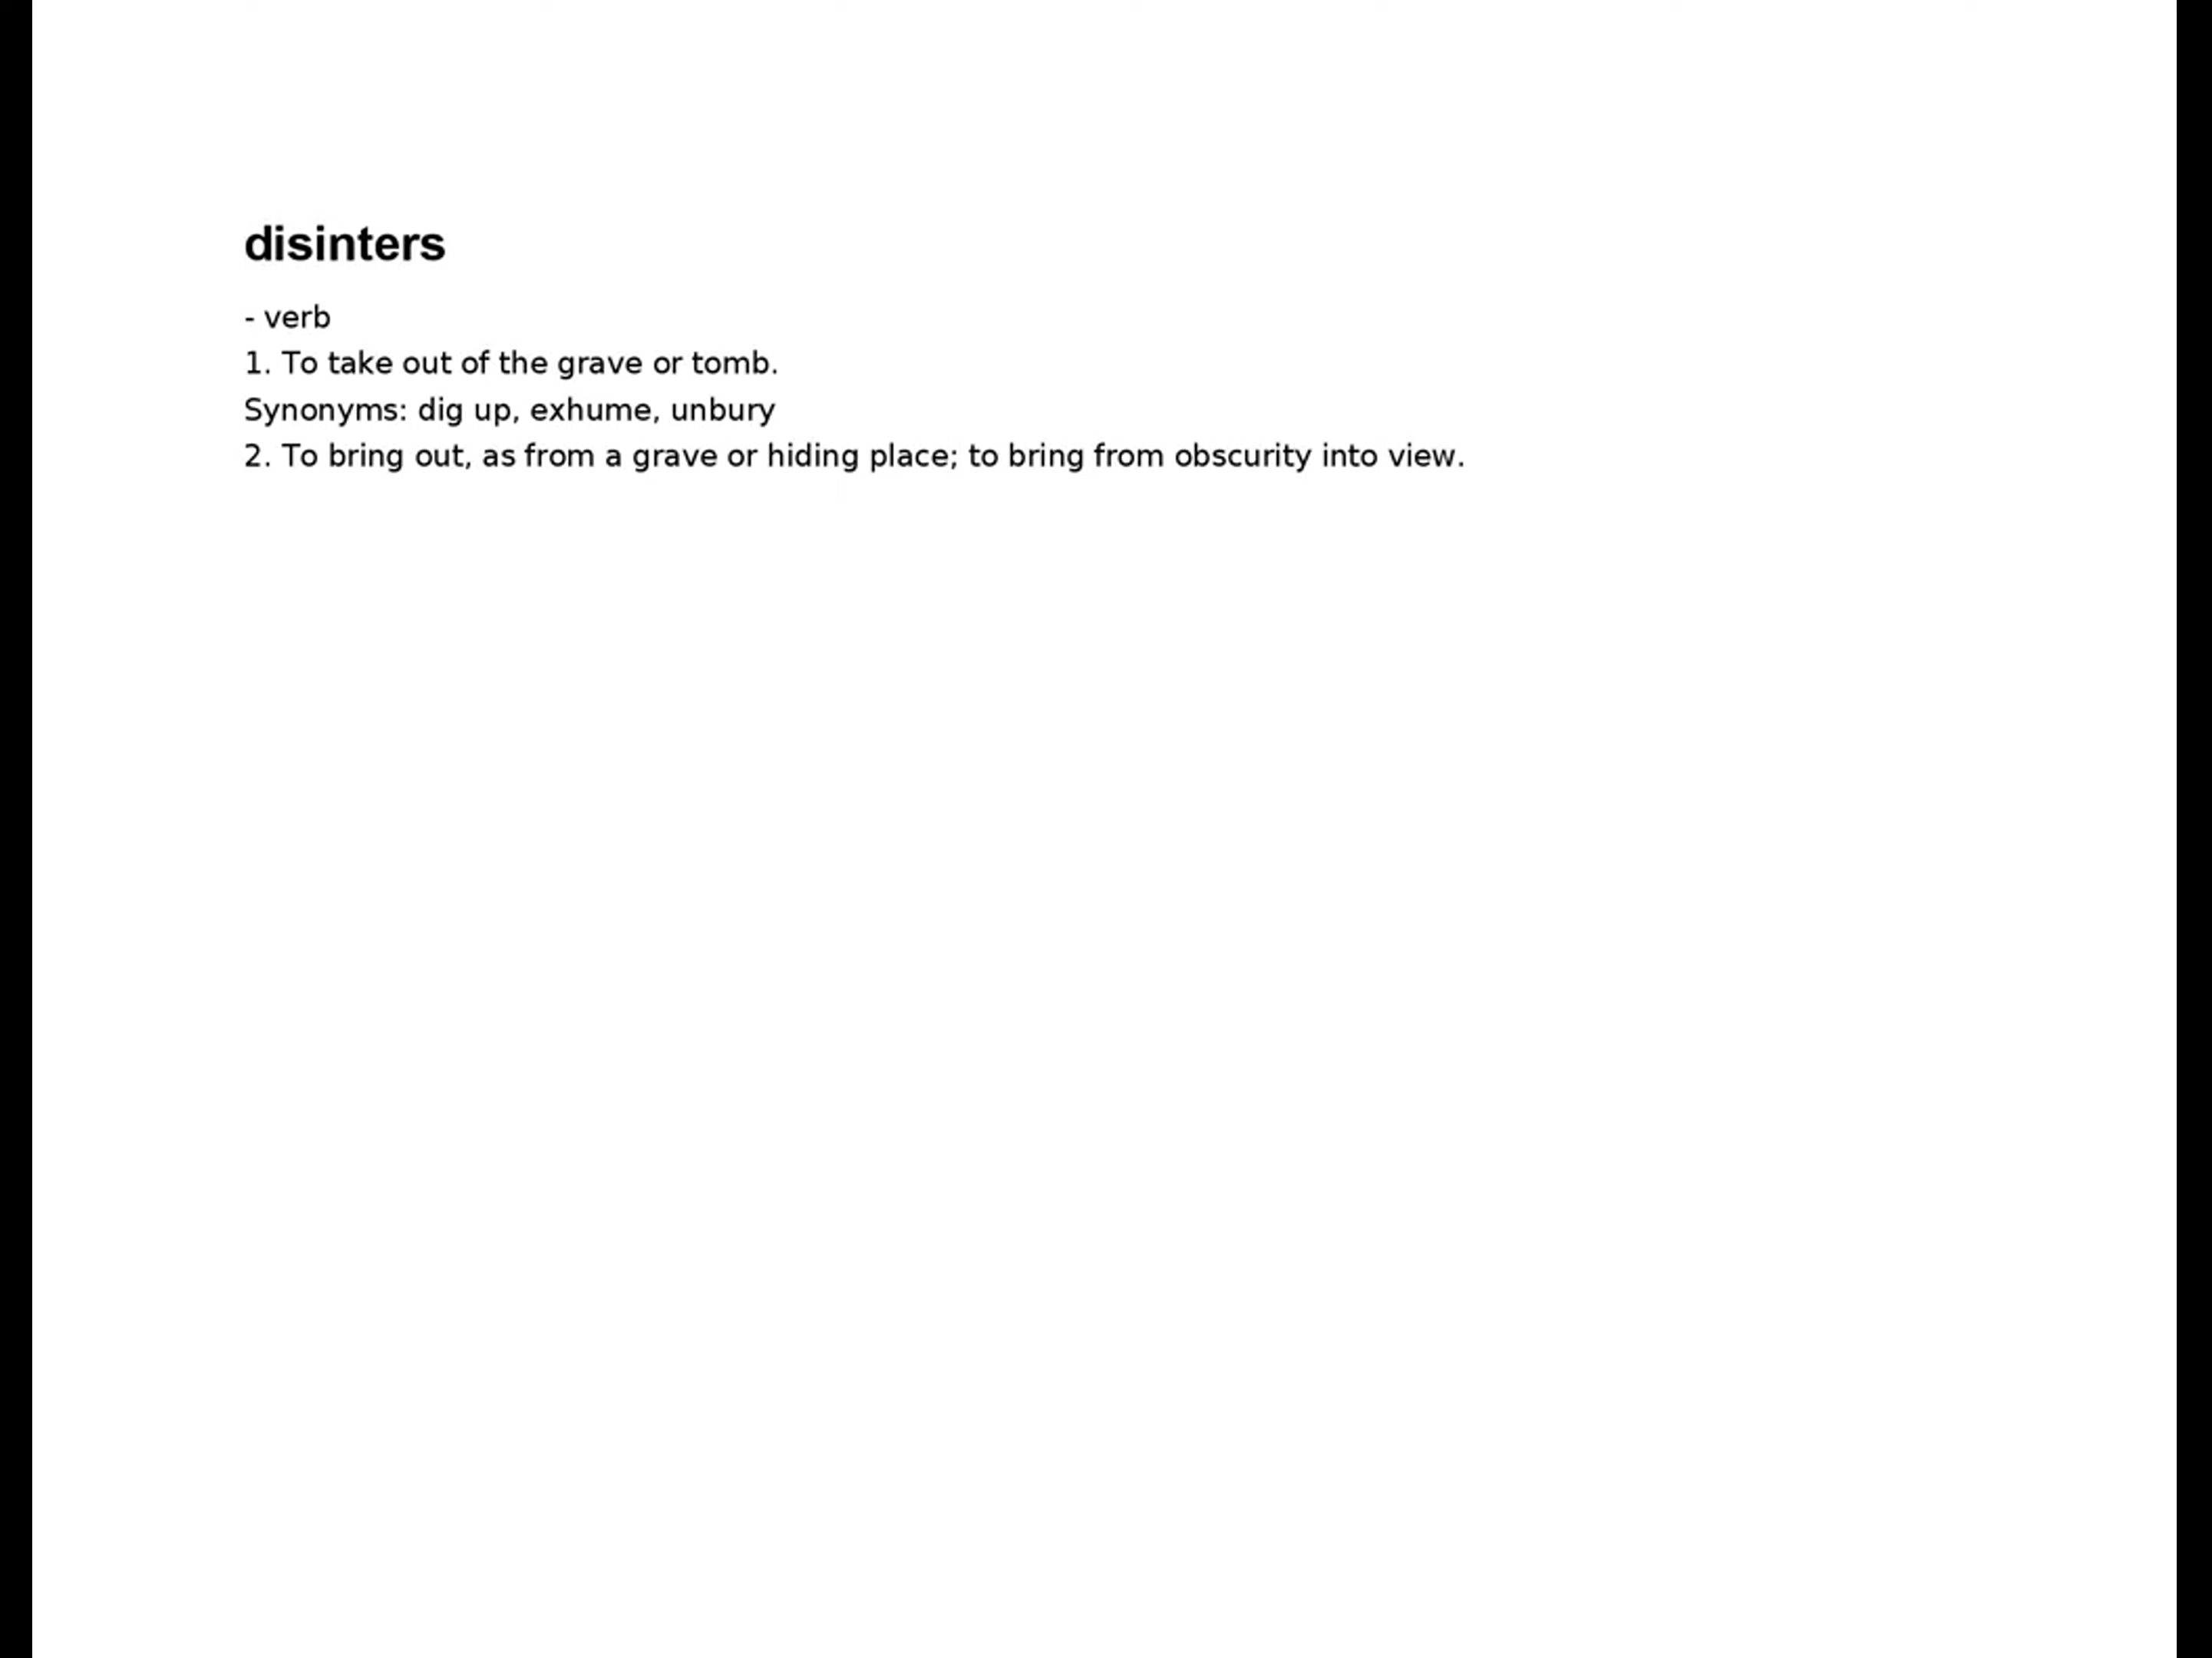 disinters
- verb
1. To take out of the grave or tomb.
Synonyms: dig up, exhume, unbury
2. To bring out, as from a grave or hiding place; to bring from obscurity into view.